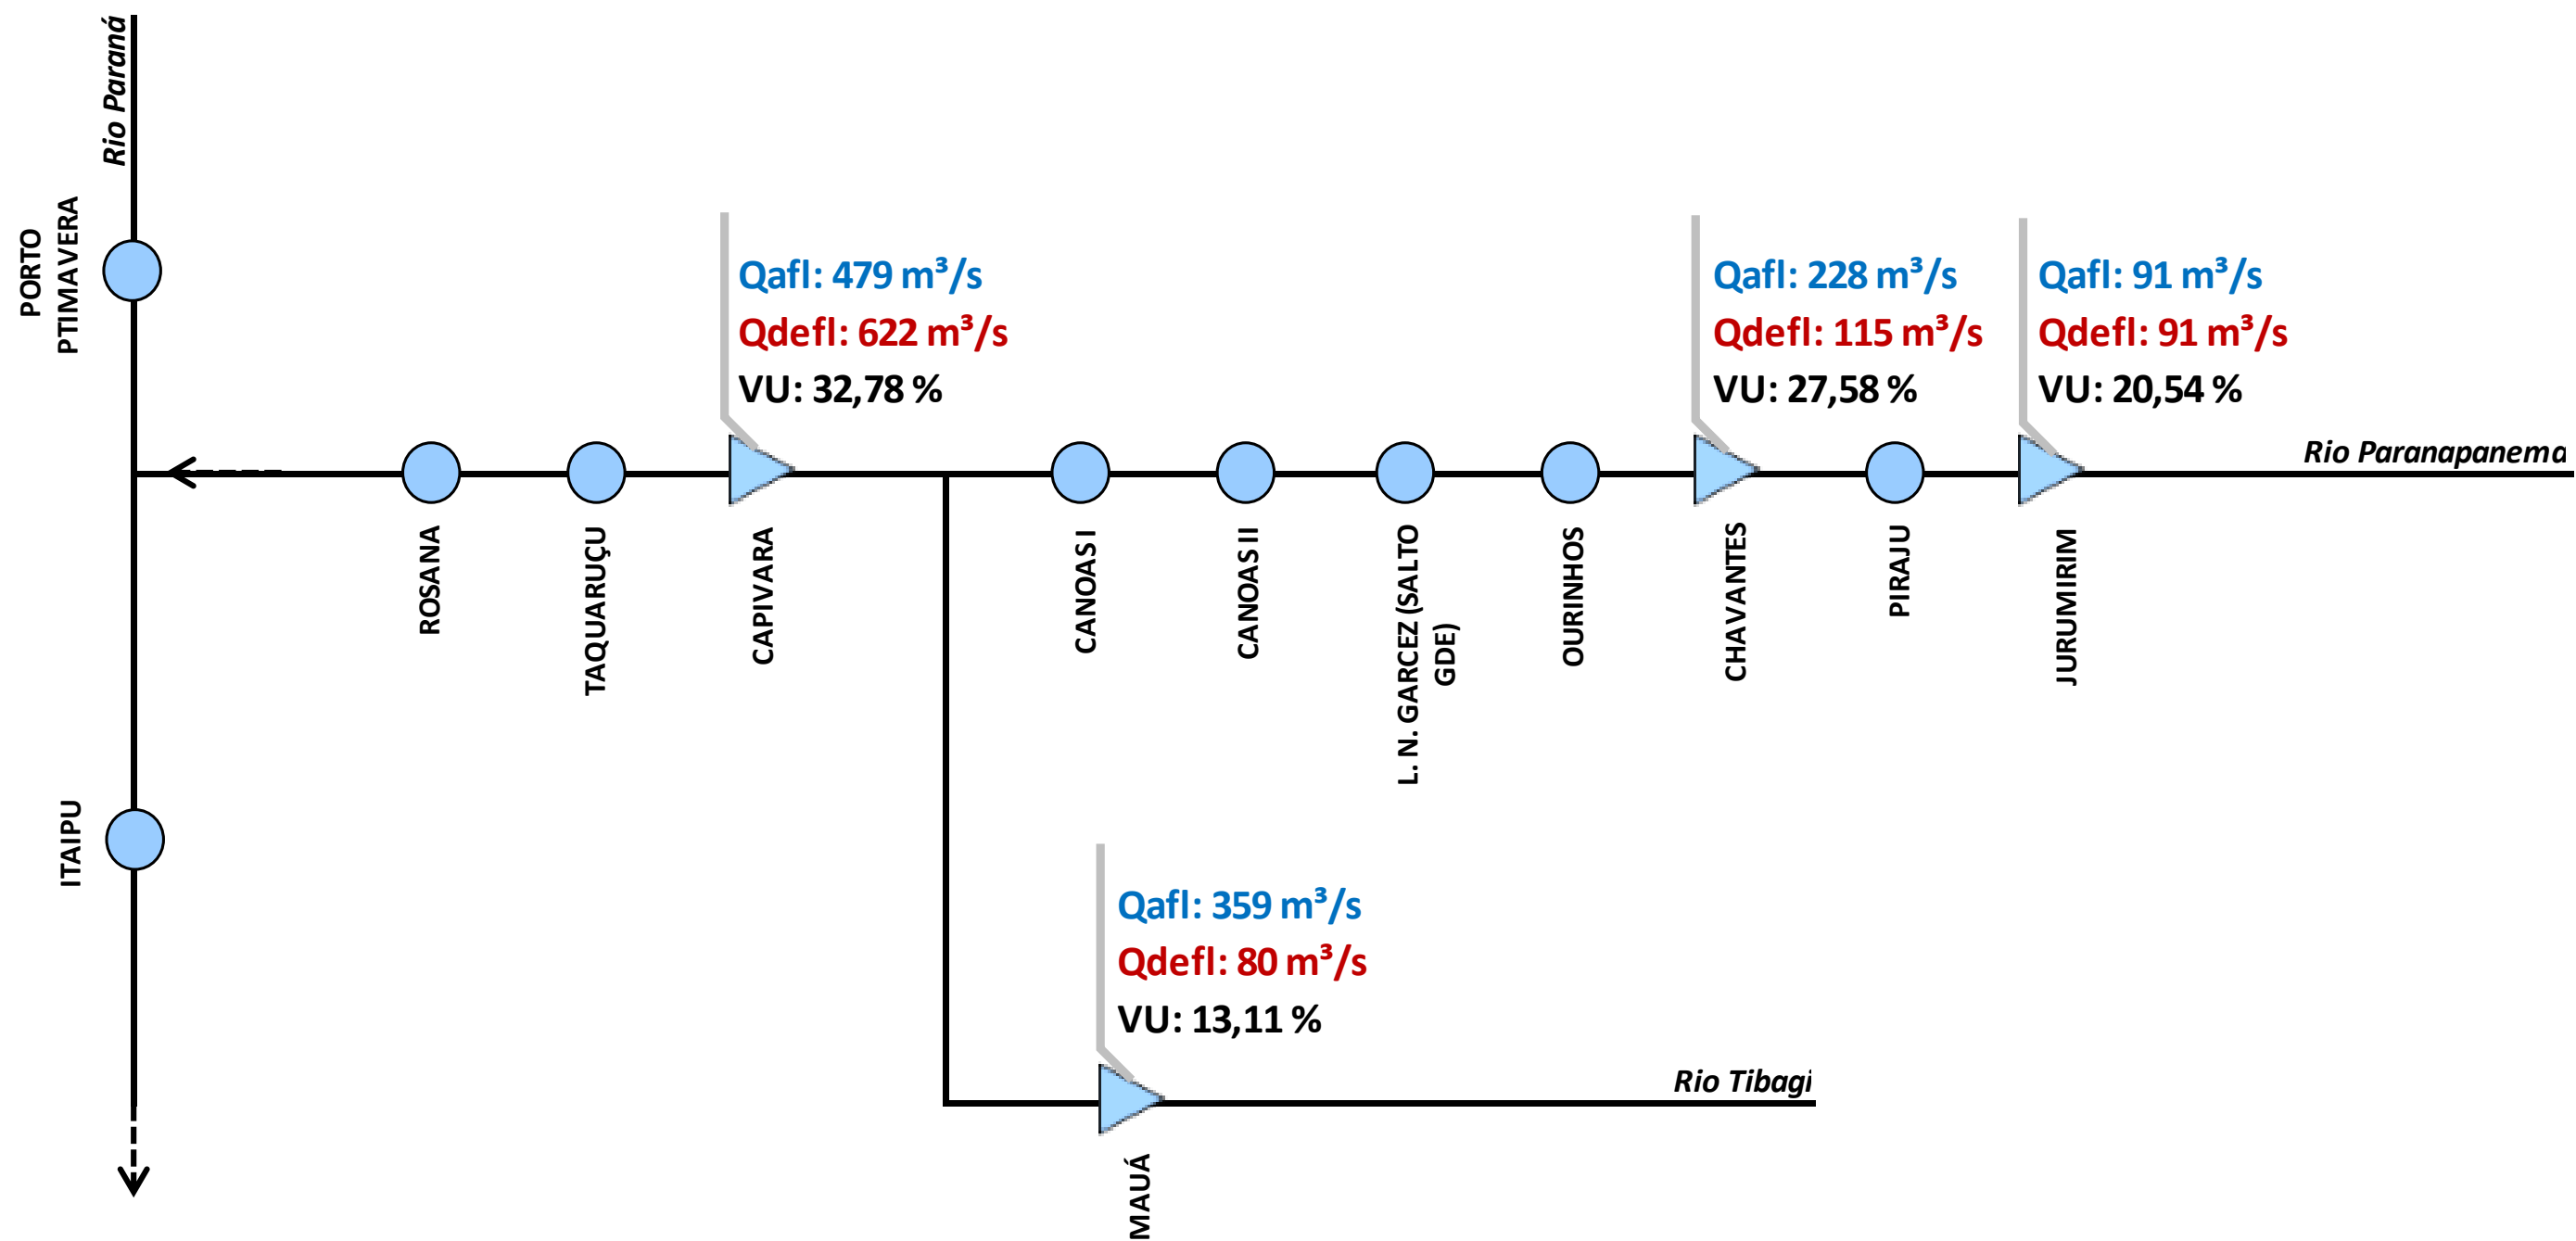 Rio Paraná
PORTO
PTIMAVERA
Qafl: 479 m³/s
Qdefl: 622 m³/s
VU: 32,78 %
Qafl: 228 m³/s
Qdefl: 115 m³/s
VU: 27,58 %
Qafl: 91 m³/s
Qdefl: 91 m³/s
VU: 20,54 %
Rio Paranapanema
ROSANA
TAQUARUÇU
CAPIVARA
CANOAS I
CANOAS II
L. N. GARCEZ (SALTO
GDE)
OURINHOS
CHAVANTES
PIRAJU
JURUMIRIM
ITAIPU
Qafl: 359 m³/s
Qdefl: 80 m³/s
VU: 13,11 %
Rio Tibagi
MAUÁ